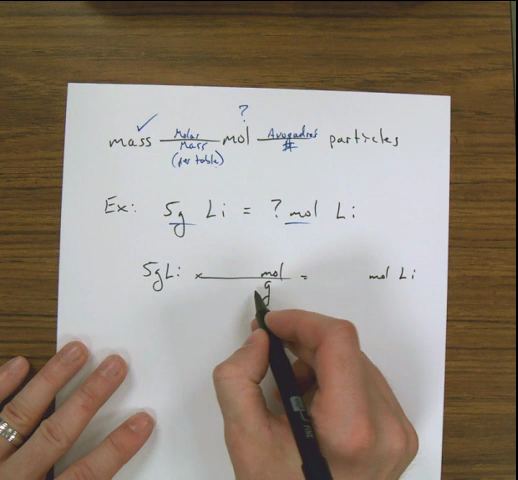 ?
mass Molar Mass (per table) mol Avogadro's # particles
Ex: 5g Li = ? mol Li
5g Li × mol/g = mol Li